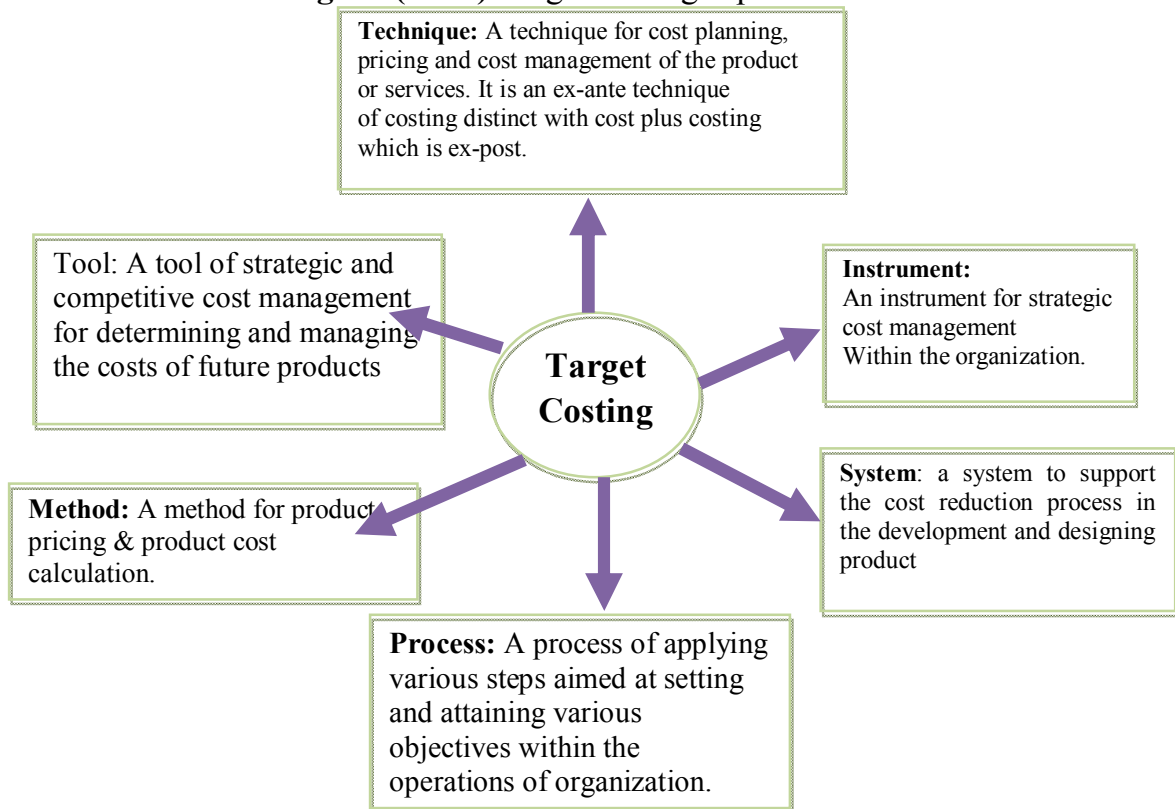 Technique: A technique for cost planning,
pricing and cost management of the product
or services. It is an ex-ante technique
of costing distinct with cost plus costing
which is ex-post.
Tool: A tool of strategic and
competitive cost management
for determining and managing
the costs of future products
Instrument:
An instrument for strategic
cost management
Within the organization.
Target
Costing
Method: A method for product
pricing & product cost
calculation.
System: a system to support
the cost reduction process in
the development and designing
product
Process: A process of applying
various steps aimed at setting
and attaining various
objectives within the
operations of organization.